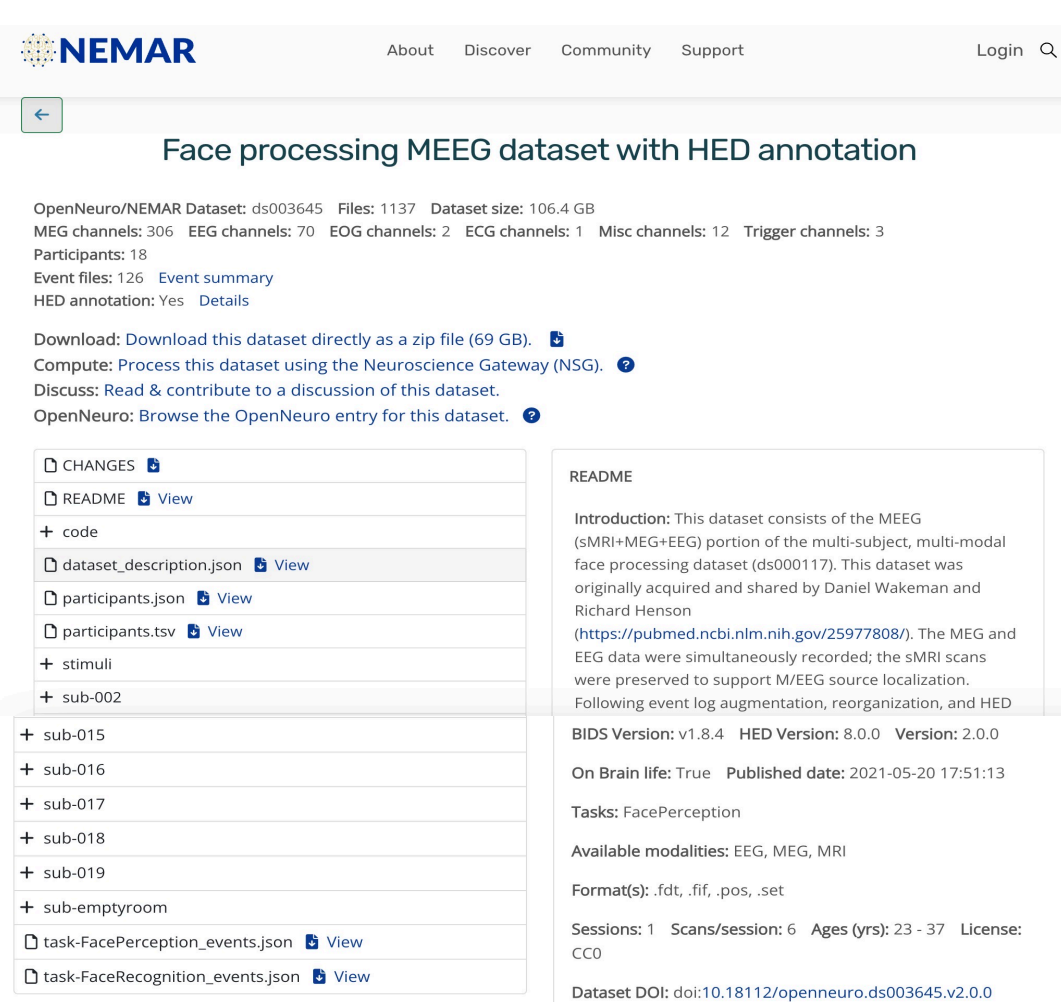 NEMAR
About Discover Community Support
Login
Face processing MEEG dataset with HED annotation
OpenNeuro/NEMAR Dataset: ds003645 Files: 1137 Dataset size: 106.4 GB
MEG channels: 306 EEG channels: 70 EOG channels: 2 ECG channels: 1 Misc channels: 12 Trigger channels: 3
Participants: 18
Event files: 126 Event summary
HED annotation: Yes Details
Download: Download this dataset directly as a zip file (69 GB).
Compute: Process this dataset using the Neuroscience Gateway (NSG). ?
Discuss: Read & contribute to a discussion of this dataset.
OpenNeuro: Browse the OpenNeuro entry for this dataset. ?
CHANGES
README View
+ code
dataset_description.json View
participants.json View
participants.tsv View
+ stimuli
+ sub-002
+ sub-015
+ sub-016
+ sub-017
+ sub-018
+ sub-019
+ sub-emptyroom
task-FacePerception_events.json View
task-FaceRecognition_events.json View
README
Introduction: This dataset consists of the MEEG
(sMRI+MEG+EEG) portion of the multi-subject, multi-modal
face processing dataset (ds000117). This dataset was
originally acquired and shared by Daniel Wakeman and
Richard Henson
(https://pubmed.ncbi.nlm.nih.gov/25977808/). The MEG and
EEG data were simultaneously recorded; the sMRI scans
were preserved to support M/EEG source localization.
Following event log augmentation, reorganization, and HED
BIDS Version: v1.8.4 HED Version: 8.0.0 Version: 2.0.0
On Brain life: True Published date: 2021-05-20 17:51:13
Tasks: FacePerception
Available modalities: EEG, MEG, MRI
Format(s): .fdt, .fif, .pos, .set
Sessions: 1 Scans/session: 6 Ages (yrs): 23 - 37 License:
CC0
Dataset DOI: doi:10.18112/openneuro.ds003645.v2.0.0